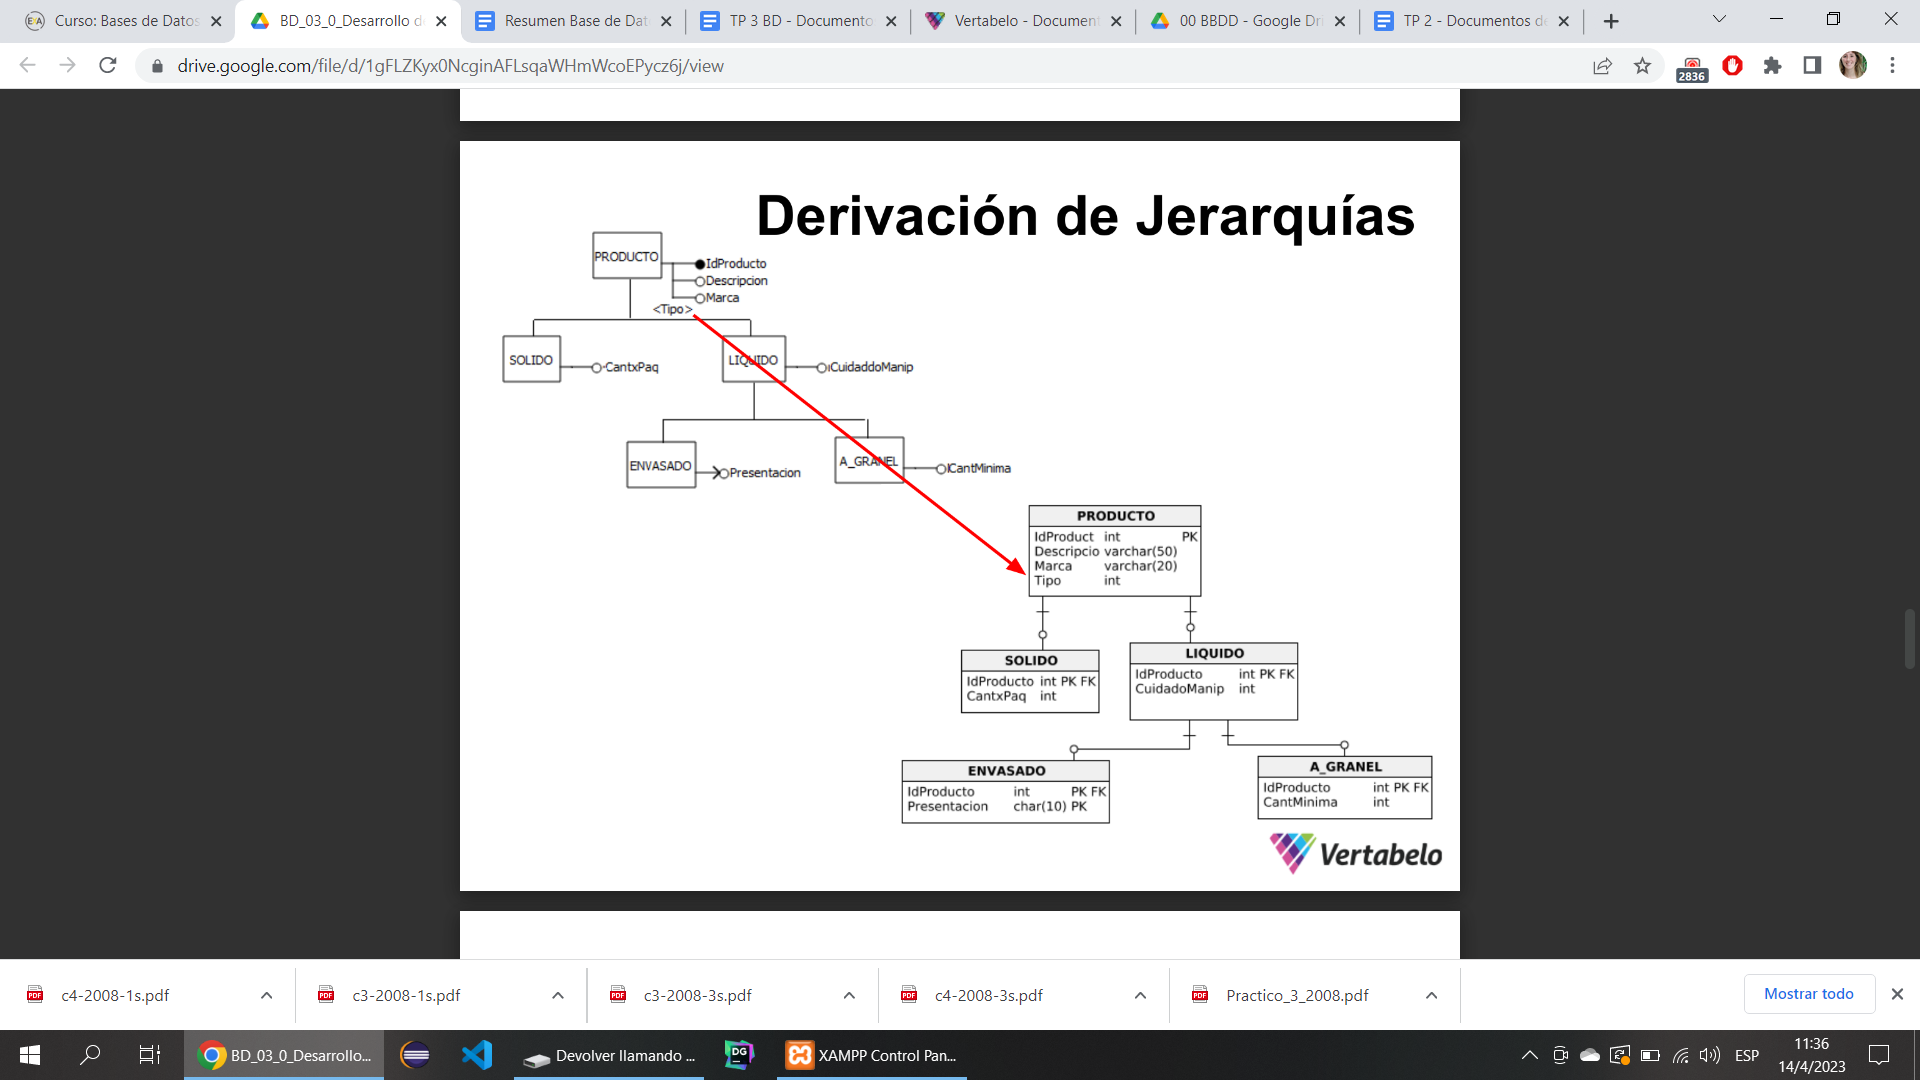 Curso: Bases de Datos
BD_03_0_Desarrollo d
Resumen Base de Dat
TP 3 BD - Documento
Vertabelo - Document
00 BBDD - Google Dri
TP 2 - Documentos de
drive.google.com/file/d/1gFLZKyx0NcginAFLsqaWHmWcoEPycz6j/view
2836
Derivación de Jerarquías
PRODUCTO
IdProducto
Descripcion
Marca
<Tipo>
SOLIDO
CantxPaq
LIQUIDO
CuidaddoManip
ENVASADO
Presentacion
A_GRANEL
CantMinima
PRODUCTO
IdProduct int PK
Descripcio varchar(50)
Marca varchar(20)
Tipo int
SOLIDO
IdProducto int PK FK
CantxPaq int
LIQUIDO
IdProducto int PK FK
CuidadoManip int
ENVASADO
IdProducto int PK FK
Presentacion char(10) PK
A_GRANEL
IdProducto int PK FK
CantMinima int
Vertabelo
c4-2008-1s.pdf
c3-2008-1s.pdf
c3-2008-3s.pdf
c4-2008-3s.pdf
Practico_3_2008.pdf
Mostrar todo
BD_03_0_Desarrollo...
Devolver llamando ...
DG
XAMPP Control Pan...
ESP
11:36
14/4/2023